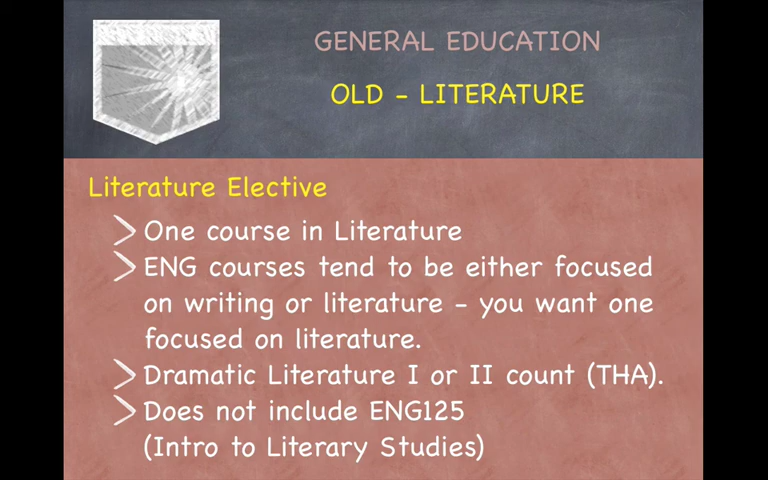 GENERAL EDUCATION
OLD – LITERATURE
Literature Elective
One course in Literature
ENG courses tend to be either focused
on writing or literature – you want one
focused on literature.
Dramatic Literature I or II count (THA).
Does not include ENG125
(Intro to Literary Studies)